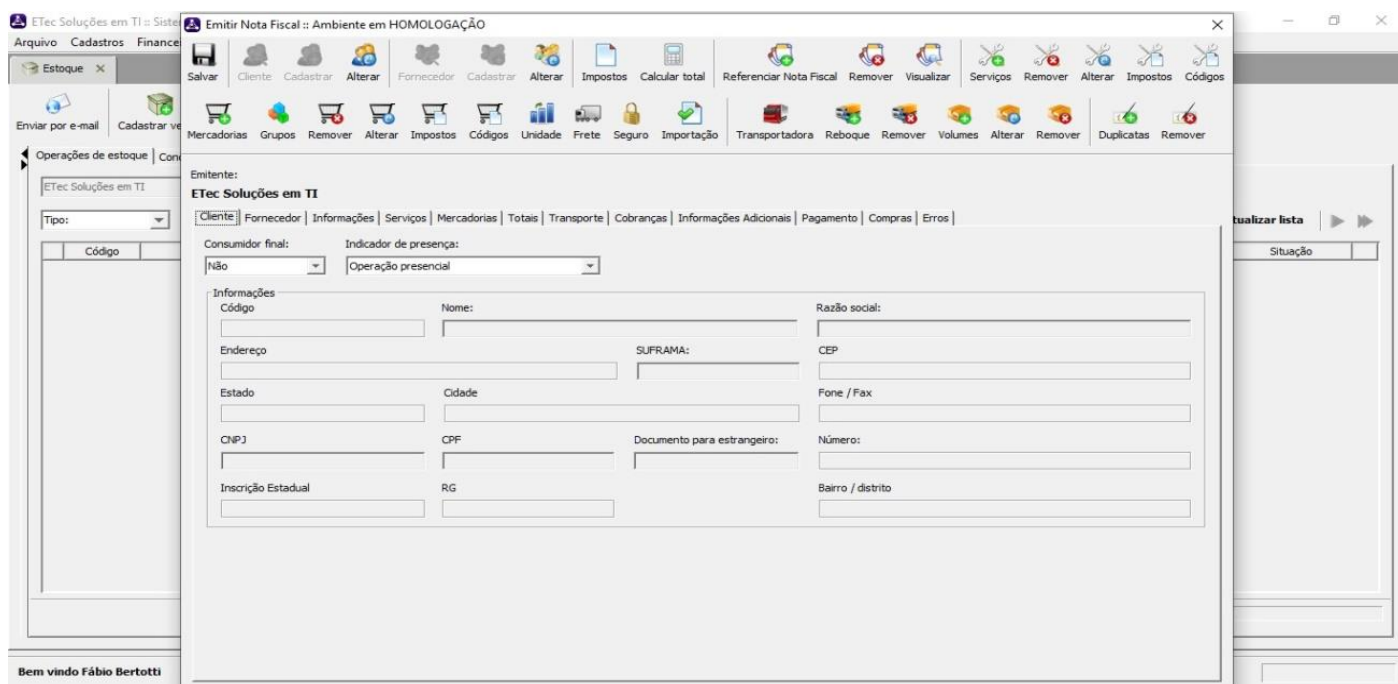 ETec Soluções em TI :: Siste
Emitir Nota Fiscal :: Ambiente em HOMOLOGAÇÃO
Arquivo Cadastros Finance
Estoque
Salvar Cliente Cadastrar Alterar Fornecedor Cadastrar Alterar Impostos Calcular total Referenciar Nota Fiscal Remover Visualizar Serviços Remover Alterar Impostos Códigos
Enviar por e-mail Cadastrar ve
Mercadorias Grupos Remover Alterar Impostos Códigos Unidade Frete Seguro Importação Transportadora Reboque Remover Volumes Alterar Remover Duplicatas Remover
Operações de estoque Con
Emitente:
ETec Soluções em TI
ETec Soluções em TI
Cliente Fornecedor Informações Serviços Mercadorias Totais Transporte Cobranças Informações Adicionais Pagamento Compras Erros
Tipo:
tualizar lista
Código
Situação
Consumidor final: Indicador de presença:
Não Operação presencial
Informações
Código Nome: Razão social:
Endereço SUFRAMA: CEP
Estado Cidade Fone / Fax
CNPJ CPF Documento para estrangeiro: Número:
Inscrição Estadual RG Bairro / distrito
Bem vindo Fábio Bertotti